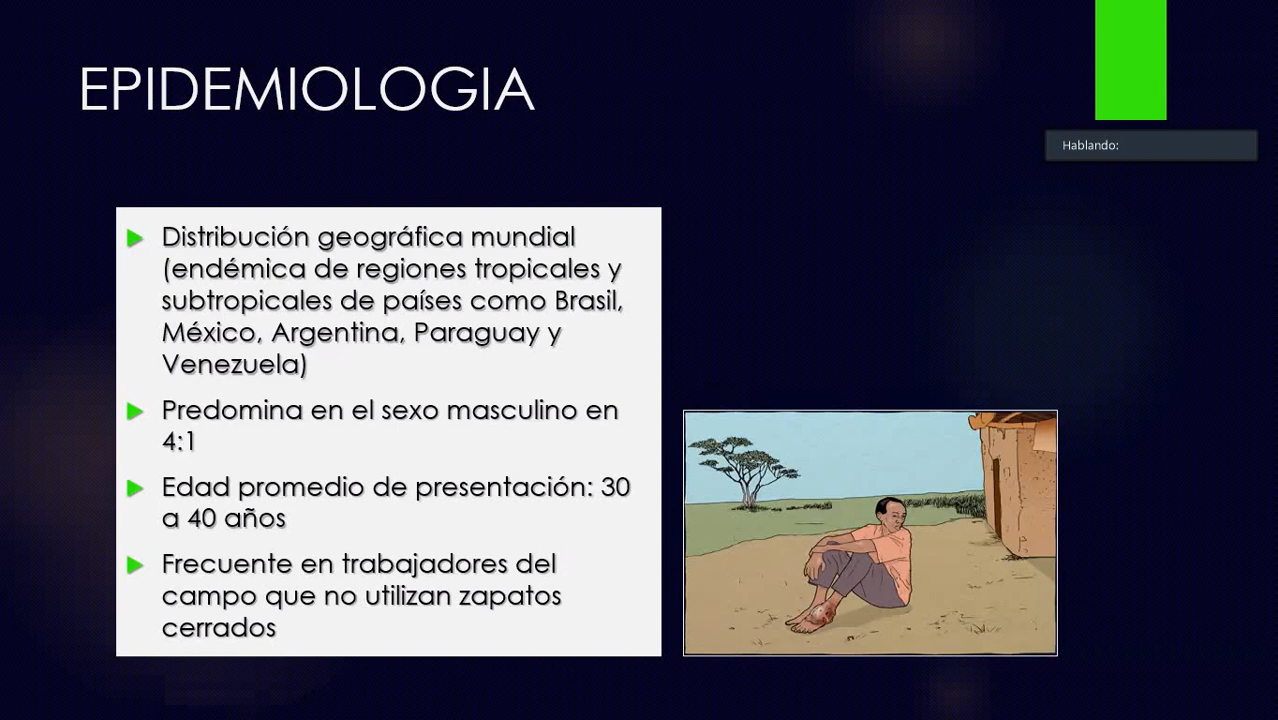 EPIDEMIOLOGIA
Hablando:
Distribución geográfica mundial
(endémica de regiones tropicales y
subtropicales de países como Brasil,
México, Argentina, Paraguay y
Venezuela)
Predomina en el sexo masculino en
4:1
Edad promedio de presentación: 30
a 40 años
Frecuente en trabajadores del
campo que no utilizan zapatos
cerrados